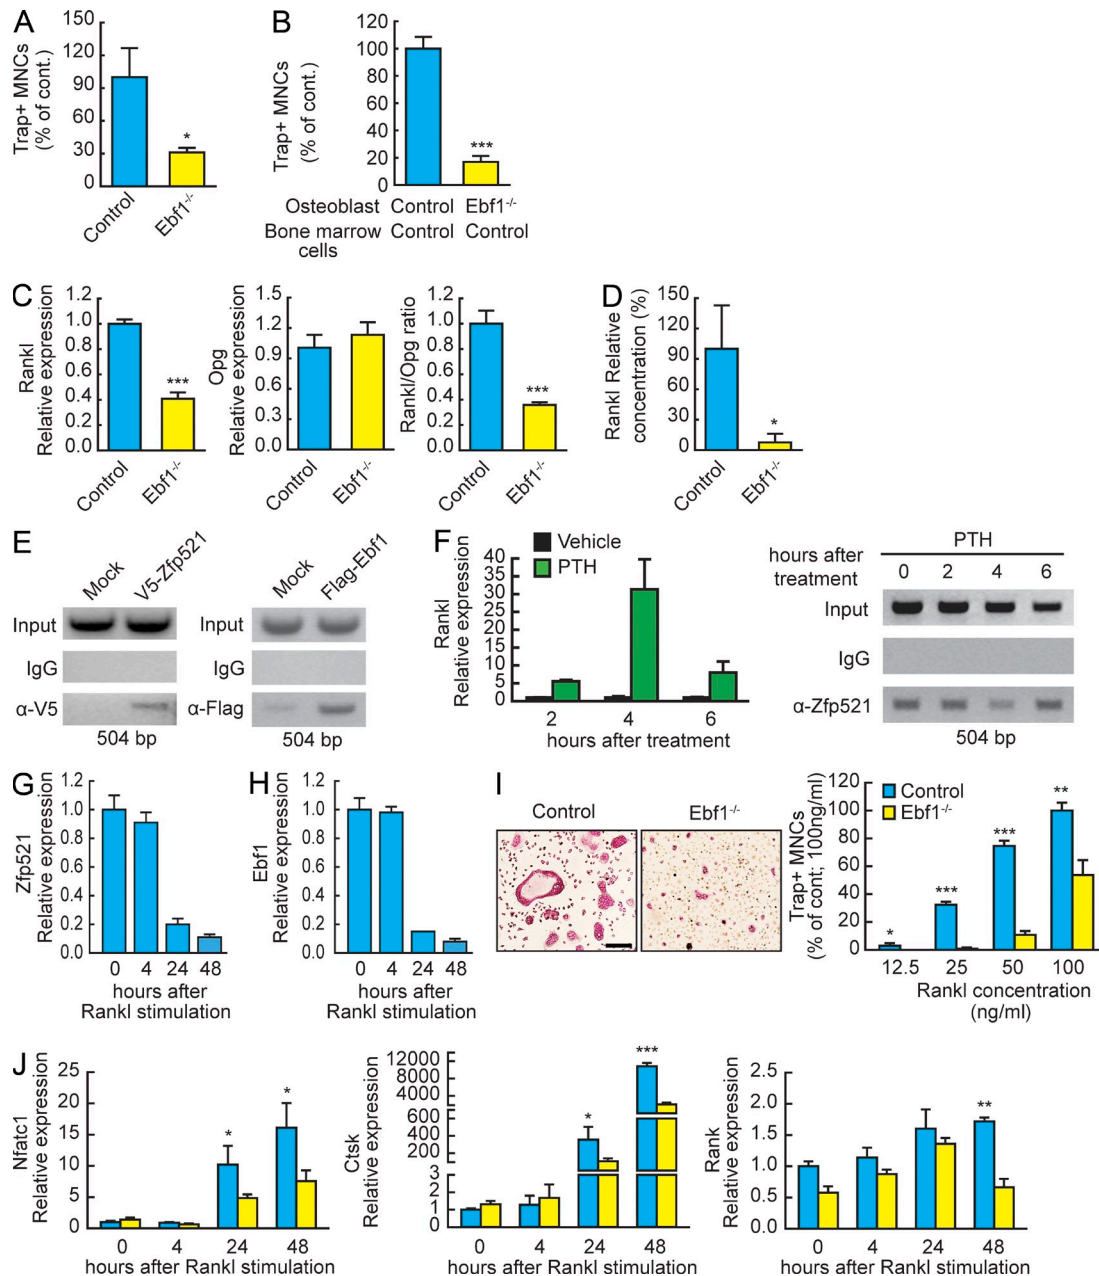 A
Trap+ MNCs
(% of cont.)
150
120
90
60
30
0
*
Control
Ebf1-/-
B
Trap+ MNCs
(% of cont.)
120
100
80
60
40
20
0
***
Osteoblast Control Ebf1-/-
Bone marrow Control Control
cells
C
Rankl
Relative expression
1.2
1.0
0.8
0.6
0.4
0.2
0.0
***
Control
Ebf1-/-
Opg
Relative expression
1.5
1.2
0.9
0.6
0.3
0.0
Control
Ebf1-/-
Rankl/Opg ratio
1.2
1.0
0.8
0.6
0.4
0.2
0.0
***
Control
Ebf1-/-
D
Rankl Relative
concentration (%)
150
120
90
60
30
0
*
Control
Ebf1-/-
E
Mock
V5-Zfp521
Input
IgG
α-V5
504 bp
Mock
Flag-Ebf1
Input
IgG
α-Flag
504 bp
F
Rankl
Relative expression
Vehicle
PTH
40
35
30
25
20
15
10
5
0
2 4 6
hours after treatment
PTH
hours after
treatment
0 2 4 6
Input
IgG
α-Zfp521
504 bp
G
Zfp521
Relative expression
1.2
1.0
0.8
0.6
0.4
0.2
0.0
0 4 24 48
hours after
Rankl stimulation
H
Ebf1
Relative expression
1.2
1.0
0.8
0.6
0.4
0.2
0.0
0 4 24 48
hours after
Rankl stimulation
I
Control
Ebf1-/-
Trap+ MNCs
(% of cont; 100ng/ml)
Control
Ebf1-/-
120
100
80
60
40
20
0
*
***
***
**
12.5 25 50 100
Rankl concentration
(ng/ml)
J
Nfatc1
Relative expression
25
20
15
10
5
0
*
*
0 4 24 48
hours after Rankl stimulation
Ctsk
Relative expression
12000
8000
4000
600
400
200
3
2
1
0
*
***
0 4 24 48
hours after Rankl stimulation
Rank
Relative expression
2.5
2.0
1.5
1.0
0.5
0.0
**
0 4 24 48
hours after Rankl stimulation